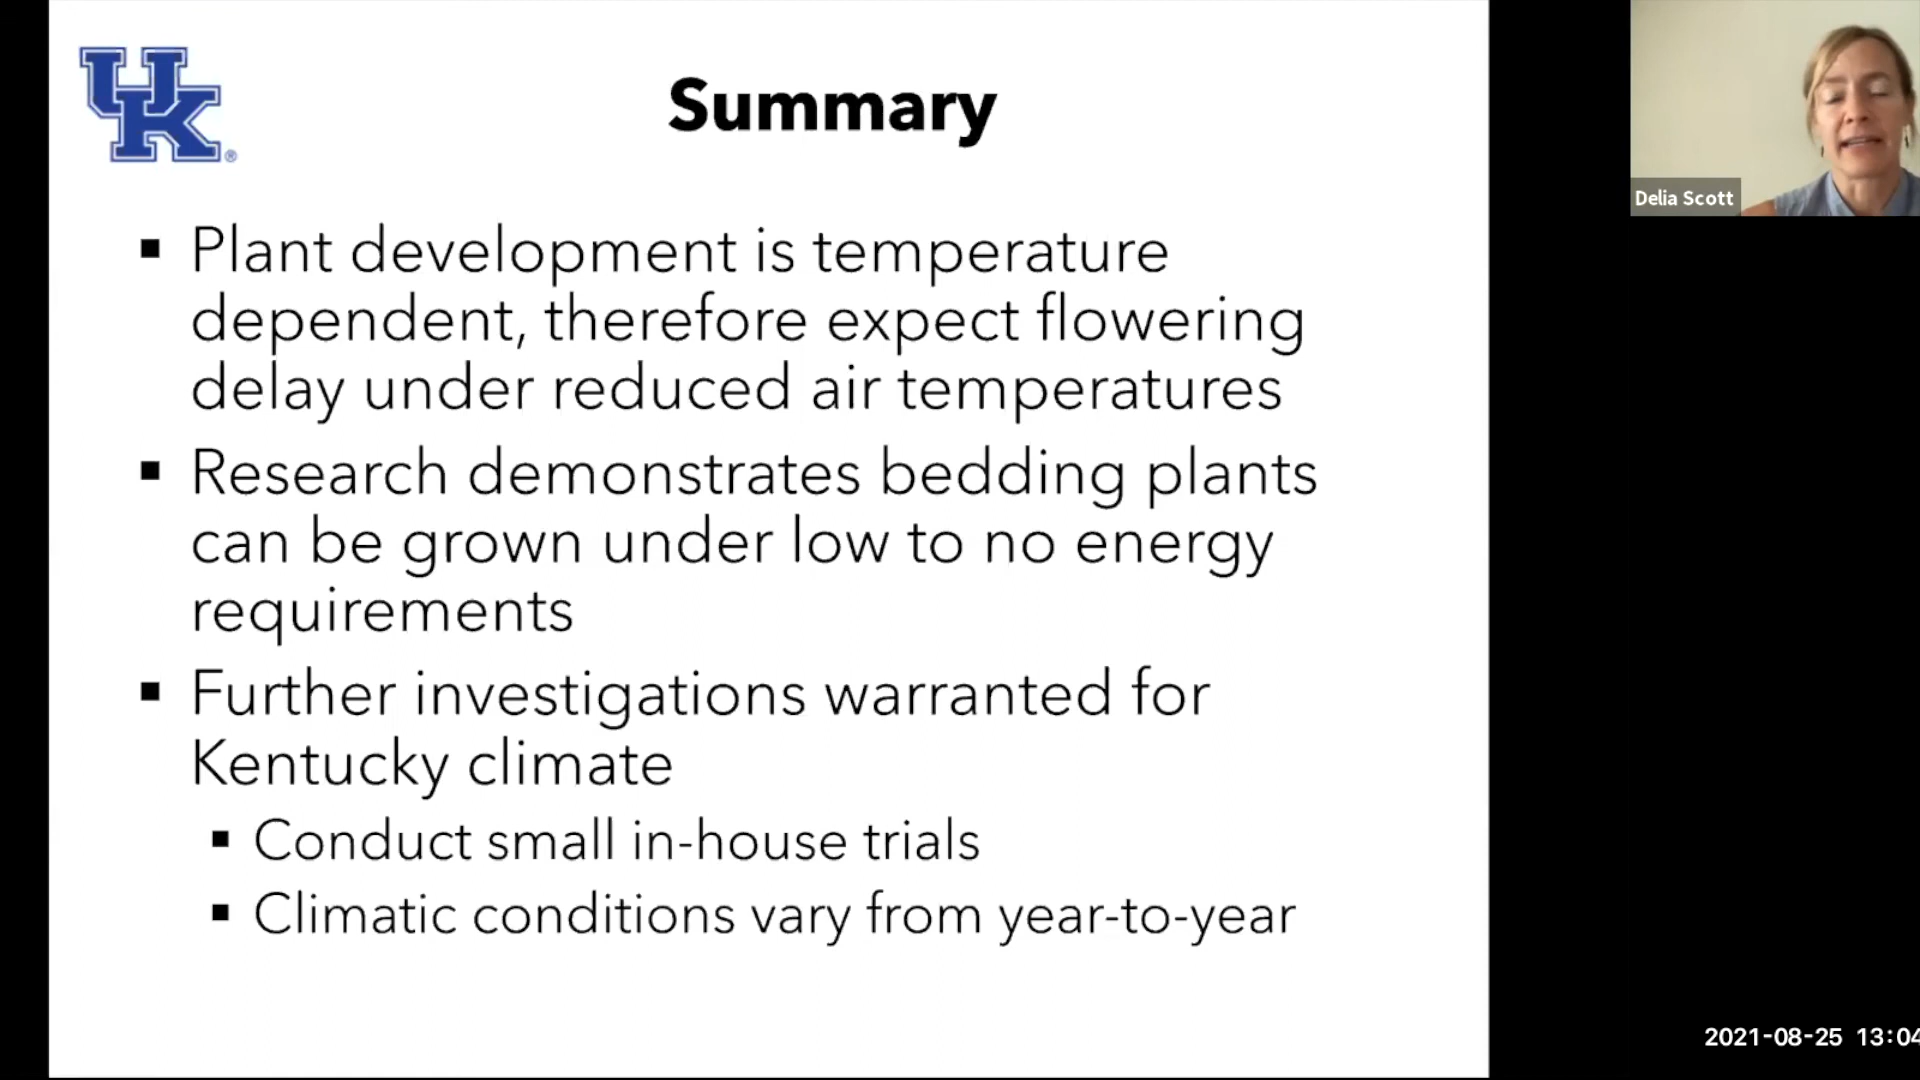 UK®
Summary
▪ Plant development is temperature
dependent, therefore expect flowering
delay under reduced air temperatures
▪ Research demonstrates bedding plants
can be grown under low to no energy
requirements
▪ Further investigations warranted for
Kentucky climate
▪ Conduct small in-house trials
▪ Climatic conditions vary from year-to-year
Delia Scott
2021-08-25 13:04